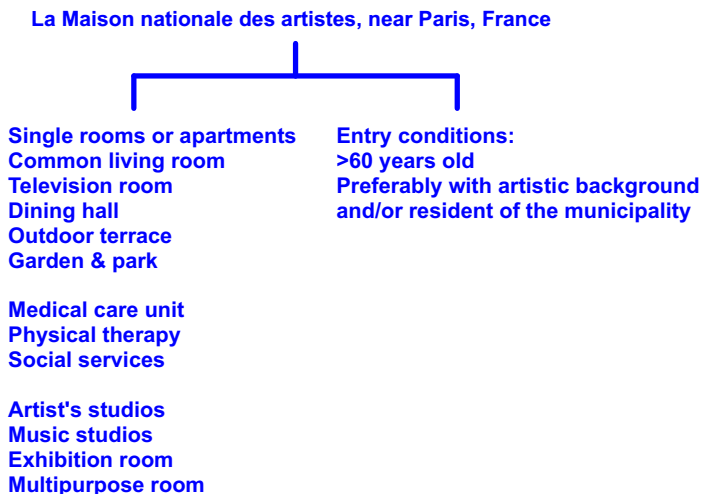 La Maison nationale des artistes, near Paris, France
Single rooms or apartments
Common living room
Television room
Dining hall
Outdoor terrace
Garden & park
Medical care unit
Physical therapy
Social services
Artist's studios
Music studios
Exhibition room
Multipurpose room
Entry conditions:
>60 years old
Preferably with artistic background
and/or resident of the municipality